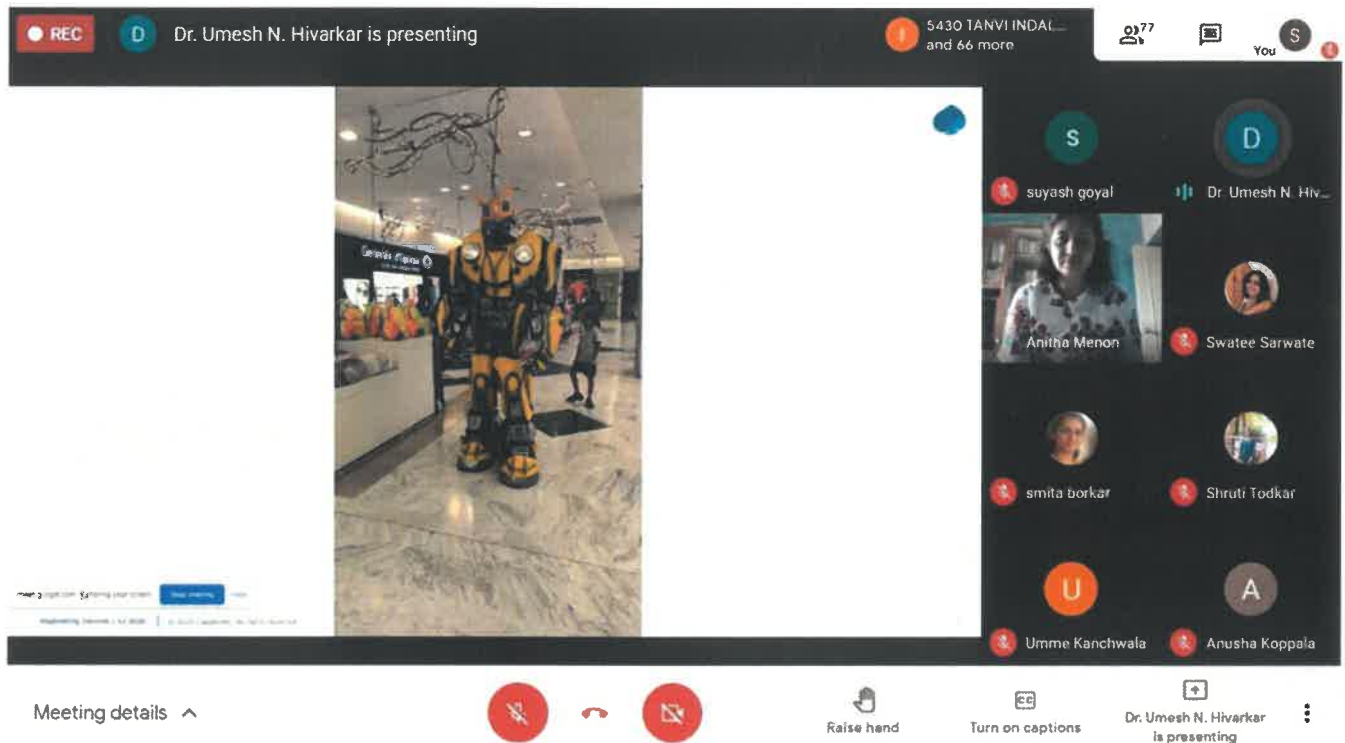 REC
D
Dr. Umesh N. Hivarkar is presenting
I
5430 TANVI INDAL...
and 66 more
77
You
S
S
suyash goyal
D
Dr. Umesh N. Hiv...
Anitha Menon
Swatee Sarwate
smita borkar
Shruti Todkar
U
Umme Kanchwala
A
Anusha Koppala
Meeting details
Raise hand
CC
Turn on captions
Dr. Umesh N. Hivarkar
is presenting